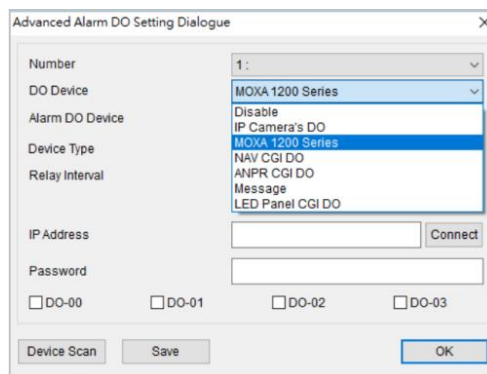 Advanced Alarm DO Setting Dialogue
Number 1 :
DO Device MOXA 1200 Series
Alarm DO Device Disable
IP Camera's DO
Device Type MOXA 1200 Series
NAV CGI DO
Relay Interval ANPR CGI DO
Message
LED Panel CGI DO
IP Address Connect
Password
DO-00 DO-01 DO-02 DO-03
Device Scan Save OK